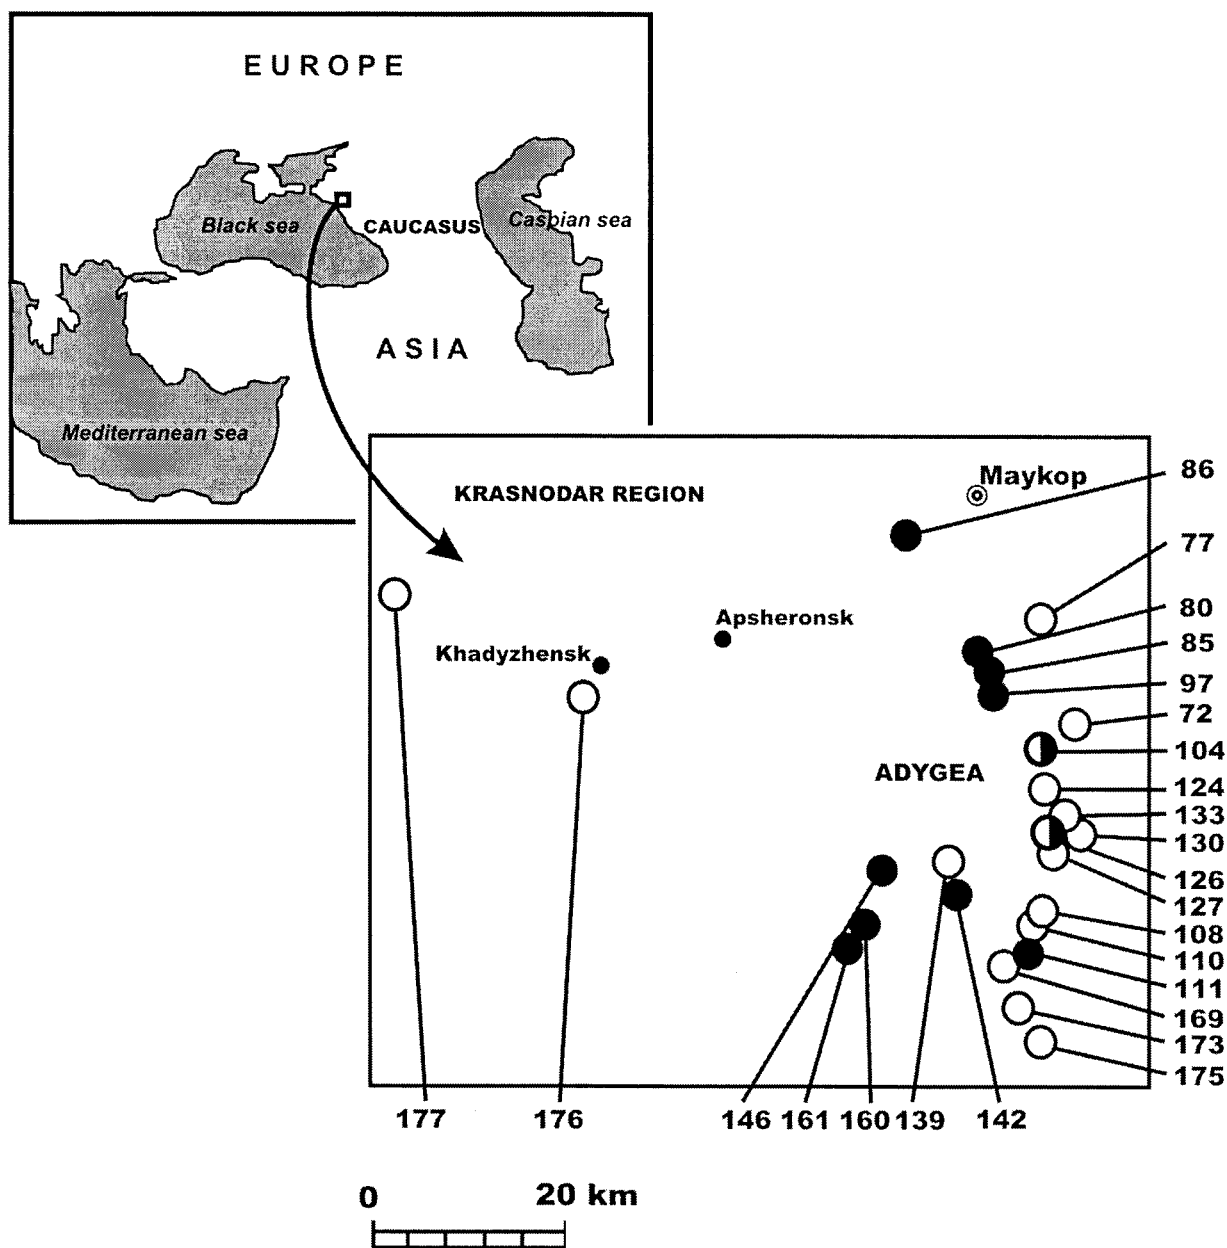 EUROPE
Black sea
CAUCASUS
Caspian sea
ASIA
Mediterranean sea
KRASNODAR REGION
Maykop
86
77
Apsheronsk
80
Khadyzhensk
85
97
72
104
ADYGEA
124
133
130
126
127
108
110
111
169
173
175
177
176
146
161
160
139
142
0
20 km